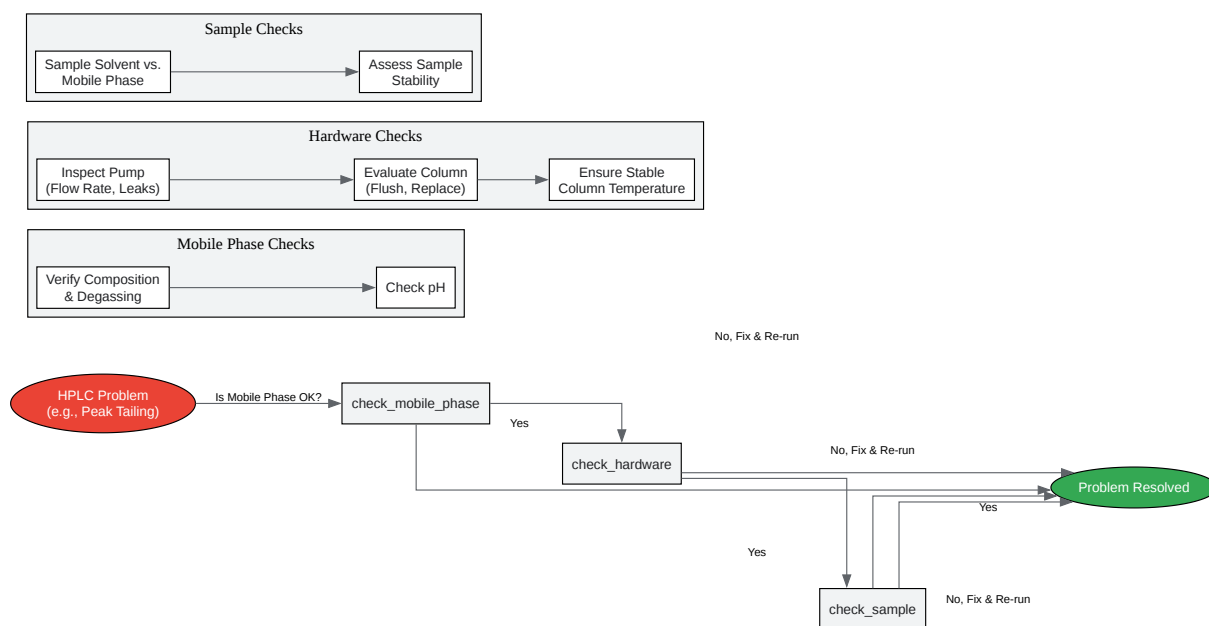 Sample Checks
Sample Solvent vs.
Mobile Phase
Assess Sample
Stability
Hardware Checks
Inspect Pump
(Flow Rate, Leaks)
Evaluate Column
(Flush, Replace)
Ensure Stable
Column Temperature
Mobile Phase Checks
Verify Composition
& Degassing
Check pH
No, Fix & Re-run
HPLC Problem
(e.g., Peak Tailing)
Is Mobile Phase OK?
check_mobile_phase
Yes
check_hardware
No, Fix & Re-run
Problem Resolved
Yes
Yes
check_sample
No, Fix & Re-run